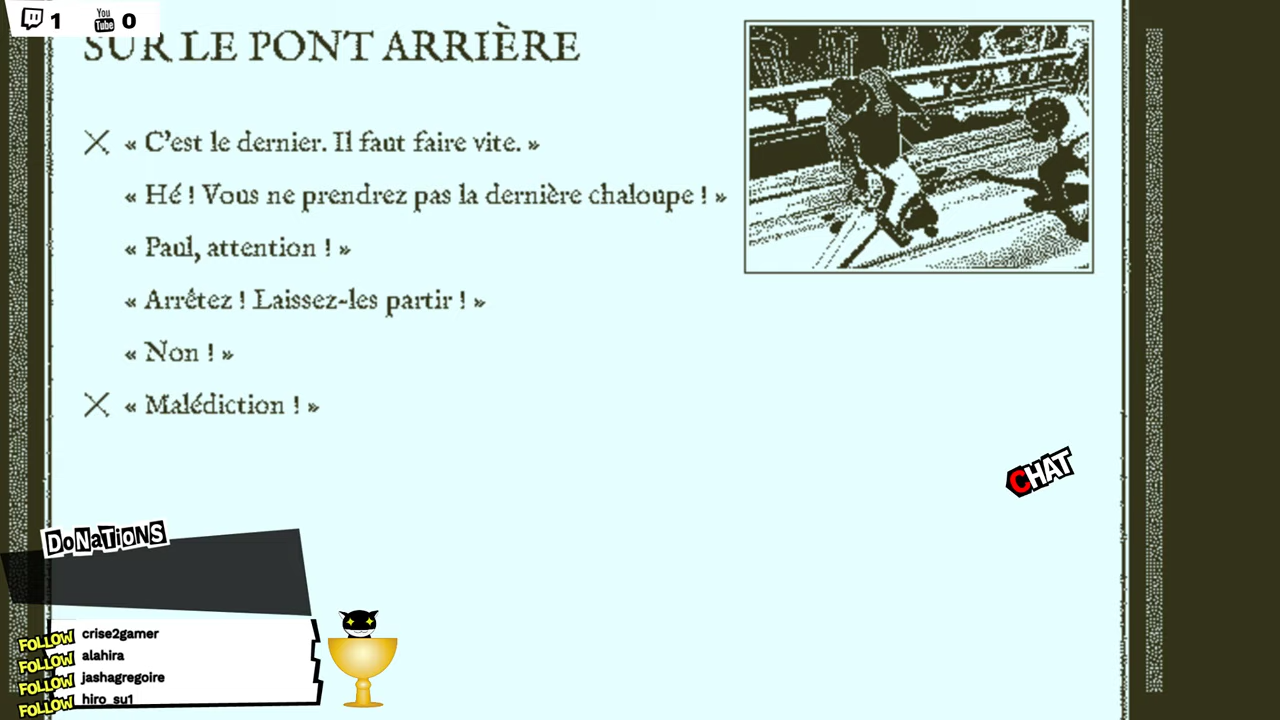 1
You Tube 0
SUR LE PONT ARRIÈRE
« C'est le dernier. Il faut faire vite. »
« Hé ! Vous ne prendrez pas la dernière chaloupe ! »
« Paul, attention ! »
« Arrêtez ! Laissez-les partir ! »
« Non ! »
« Malédiction ! »
CHAT
DoNaTiONS
FOLLOW crise2gamer
FOLLOW alahira
FOLLOW jashagregoire
FOLLOW hiro_su1